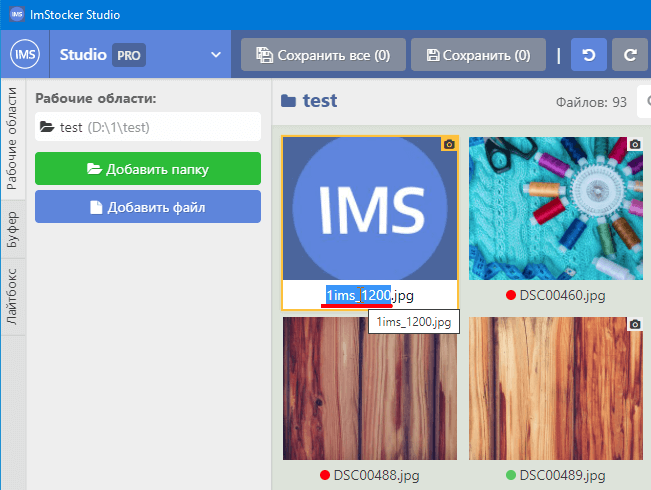 IMS ImStocker Studio
IMS Studio PRO Сохранить все (0) Сохранить (0) |
Рабочие области:
test (D:\1\test)
Добавить папку
Добавить файл
Рабочие области
Буфер
Лайтбокс
test Файлов: 93
IMS
1ims_1200.jpg
1ims_1200.jpg
DSC00460.jpg
DSC00488.jpg
DSC00489.jpg